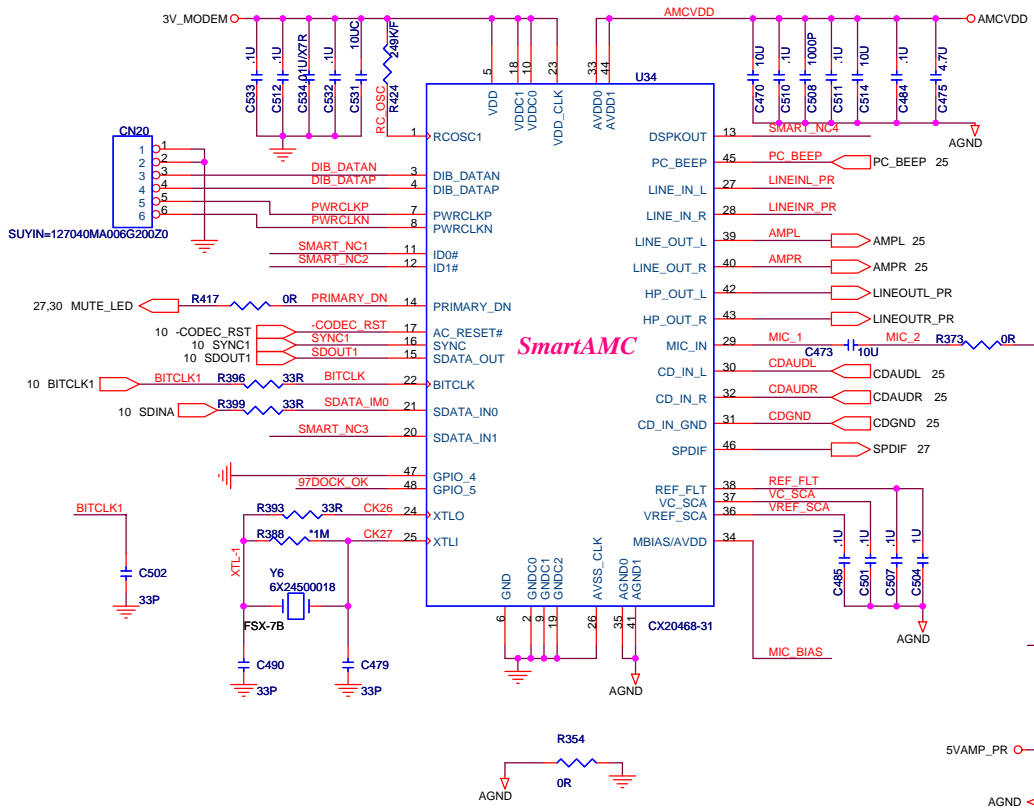 3V_MODEM
AMCVDD
AMCVDD
C533 .1U
C512 .1U
C534 .01U/X7R
C532 .1U
C531 10UC
R424 249K/F
RC_OSC
C470 10U
C510 .1U
C508 1000P
C511 .1U
C514 10U
C484 .1U
C475 4.7U
AGND
U34
5 VDD
18 VDDC1
10 VDDC0
23 VDD_CLK
33 AVDD0
44 AVDD1
CN20
1 1
2 2
3 3
4 4
5 5
6 6
SUYIN=127040MA006G200Z0
1 RCOSC1
DIB_DATAN 3 DIB_DATAN
DIB_DATAP 4 DIB_DATAP
PWRCLKP 7 PWRCLKP
PWRCLKN 8 PWRCLKN
SMART_NC1 11 ID0#
SMART_NC2 12 ID1#
27,30 MUTE_LED R417 0R PRIMARY_DN 14 PRIMARY_DN
10 -CODEC_RST -CODEC_RST 17 AC_RESET#
10 SYNC1 SYNC1 16 SYNC
10 SDOUT1 SDOUT1 15 SDATA_OUT
10 BITCLK1 BITCLK1 R396 33R BITCLK 22 BITCLK
10 SDINA R399 33R SDATA_IM0 21 SDATA_IN0
SMART_NC3 20 SDATA_IN1
47 GPIO_4
97DOCK_OK 48 GPIO_5
R393 33R CK26 24 XTLO
R388 *1M CK27 25 XTLI
SmartAMC
DSPKOUT 13 SMART_NC4
PC_BEEP 45 PC_BEEP PC_BEEP 25
LINE_IN_L 27 LINEINL_PR
LINE_IN_R 28 LINEINR_PR
LINE_OUT_L 39 AMPL AMPL 25
LINE_OUT_R 40 AMPR AMPR 25
HP_OUT_L 42 LINEOUTL_PR
HP_OUT_R 43 LINEOUTR_PR
MIC_IN 29 MIC_1 C473 10U MIC_2 R373 0R
CD_IN_L 30 CDAUDL CDAUDL 25
CD_IN_R 32 CDAUDR CDAUDR 25
CD_IN_GND 31 CDGND CDGND 25
SPDIF 46 SPDIF 27
REF_FLT 38 REF_FLT
VC_SCA 37 VC_SCA
VREF_SCA 36 VREF_SCA
MBIAS/AVDD 34
C485 .1U
C501 .1U
C507 .1U
C504 .1U
AGND
BITCLK1
C502
33P
XTL-1
Y6
6X24500018
FSX-7B
C490
33P
C479
33P
6 GND
2 GNDC0
9 GNDC1
19 GNDC2
26 AVSS_CLK
35 AGND0
41 AGND1
CX20468-31
AGND
MIC_BIAS
R354
0R
AGND
5VAMP_PR
AGND